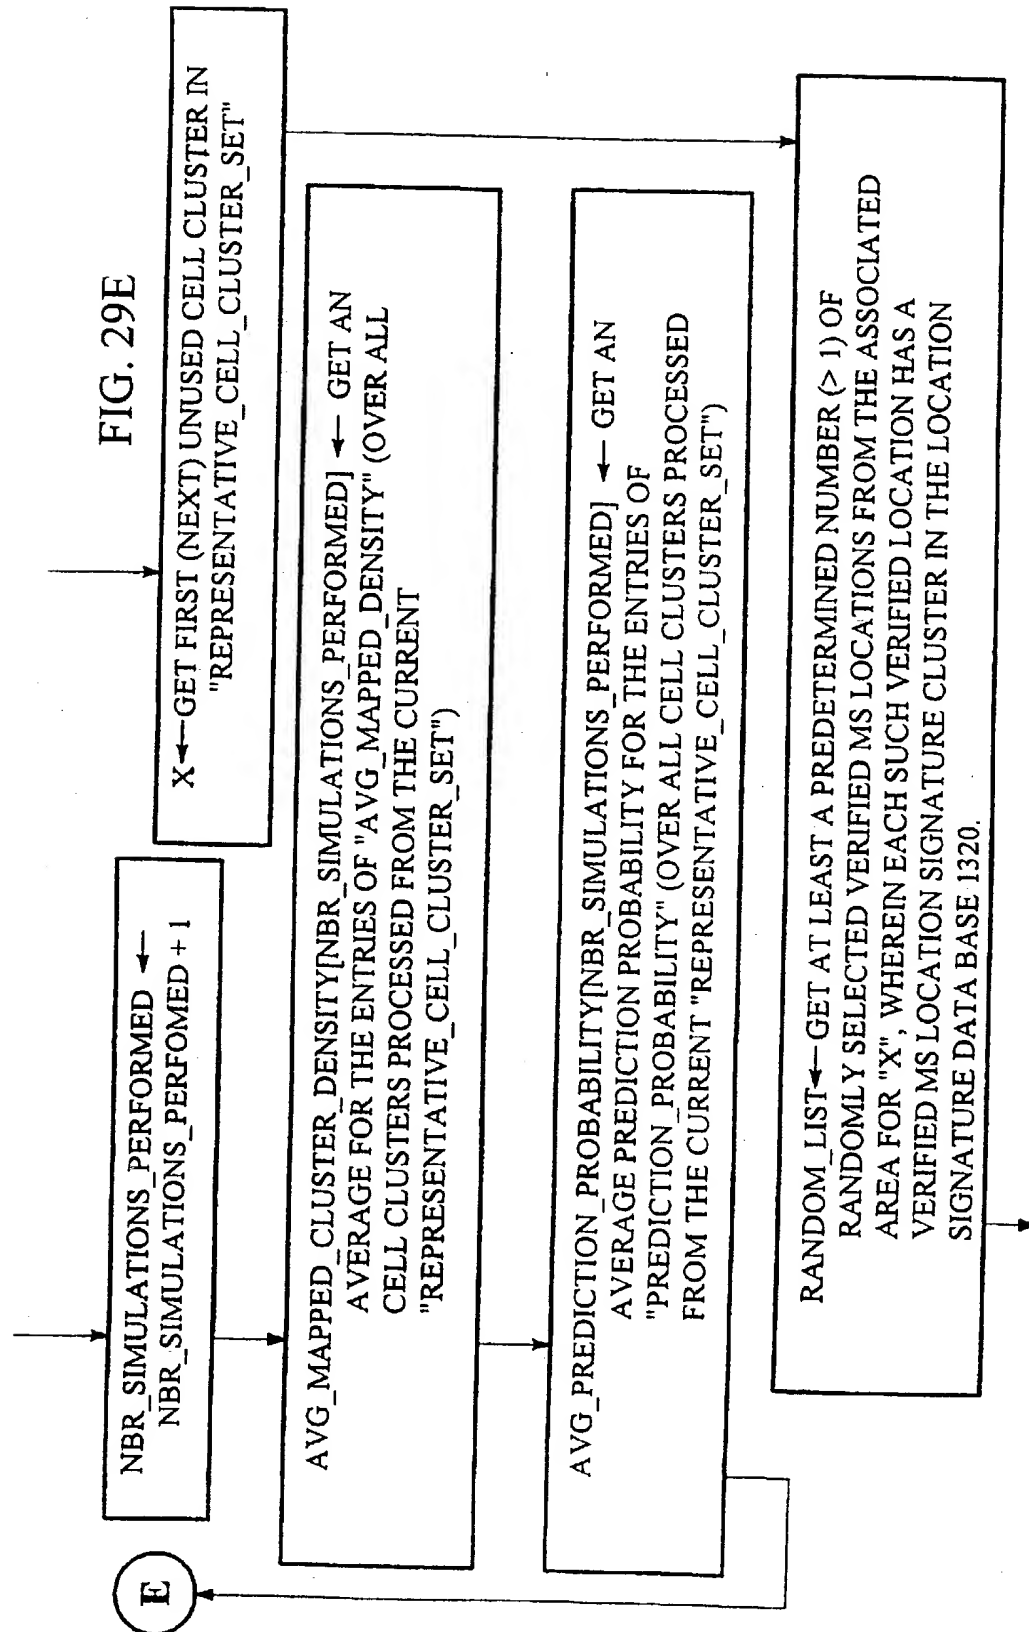 FIG. 29E
E
NBR_SIMULATIONS_PERFORMED ←
NBR_SIMULATIONS_PERFOMED + 1
X←GET FIRST (NEXT) UNUSED CELL CLUSTER IN
"REPRESENTATIVE_CELL_CLUSTER_SET"
AVG_MAPPED_CLUSTER_DENSITY[NBR_SIMULATIONS_PERFORMED] ← GET AN
AVERAGE FOR THE ENTRIES OF "AVG_MAPPED_DENSITY" (OVER ALL
CELL CLUSTERS PROCESSED FROM THE CURRENT
"REPRESENTATIVE_CELL_CLUSTER_SET")
AVG_PREDICTION_PROBABILITY[NBR_SIMULATIONS_PERFORMED] ← GET AN
AVERAGE PREDICTION PROBABILITY FOR THE ENTRIES OF
"PREDICTION_PROBABILITY" (OVER ALL CELL CLUSTERS PROCESSED
FROM THE CURRENT "REPRESENTATIVE_CELL_CLUSTER_SET")
RANDOM_LIST←GET AT LEAST A PREDETERMINED NUMBER (> 1) OF
RANDOMLY SELECTED VERIFIED MS LOCATIONS FROM THE ASSOCIATED
AREA FOR "X", WHEREIN EACH SUCH VERIFIED LOCATION HAS A
VERIFIED MS LOCATION SIGNATURE CLUSTER IN THE LOCATION
SIGNATURE DATA BASE 1320.